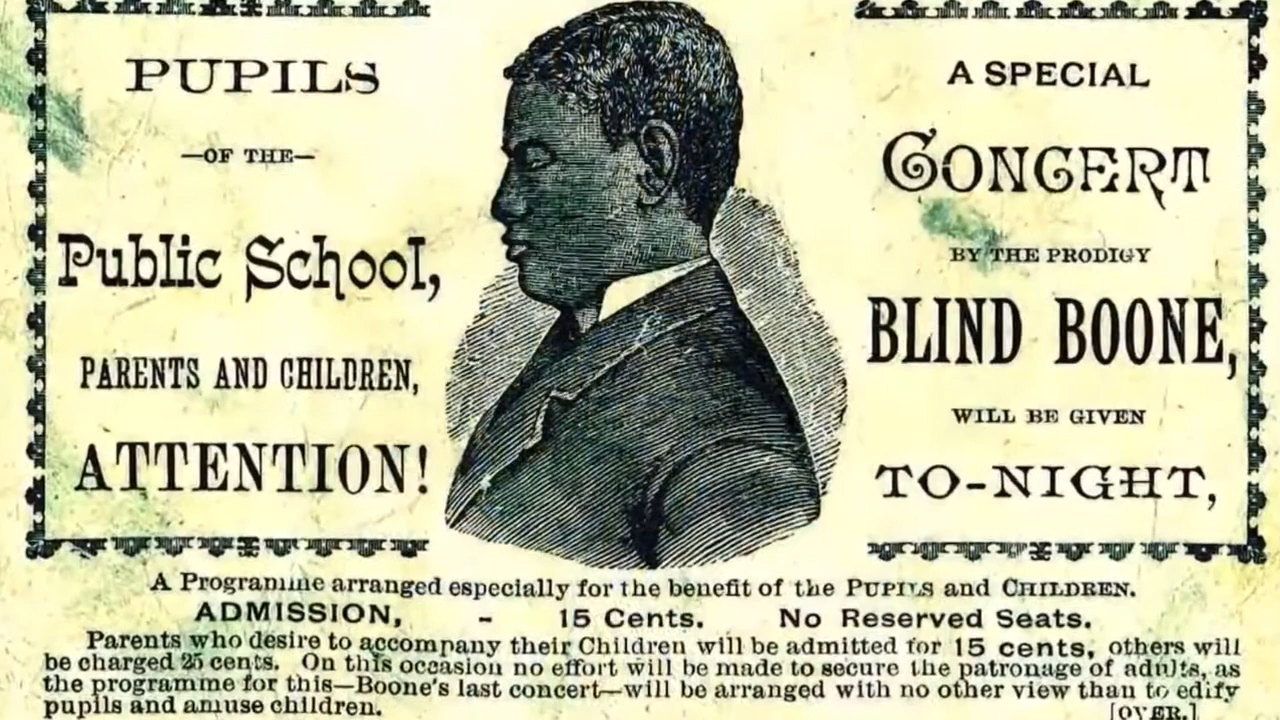 PUPILS
—OF THE—
Public School,
PARENTS AND CHILDREN,
ATTENTION!
A SPECIAL
CONCERT
BY THE PRODIGY
BLIND BOONE,
WILL BE GIVEN
TO-NIGHT,
A Programme arranged especially for the benefit of the PUPILS and CHILDREN.
ADMISSION, - 15 Cents. No Reserved Seats.
Parents who desire to accompany their Children will be admitted for 15 cents, others will
be charged 25 cents. On this occasion no effort will be made to secure the patronage of adults, as
the programme for this—Boone's last concert—will be arranged with no other view than to edify
pupils and amuse children. [OVER.]